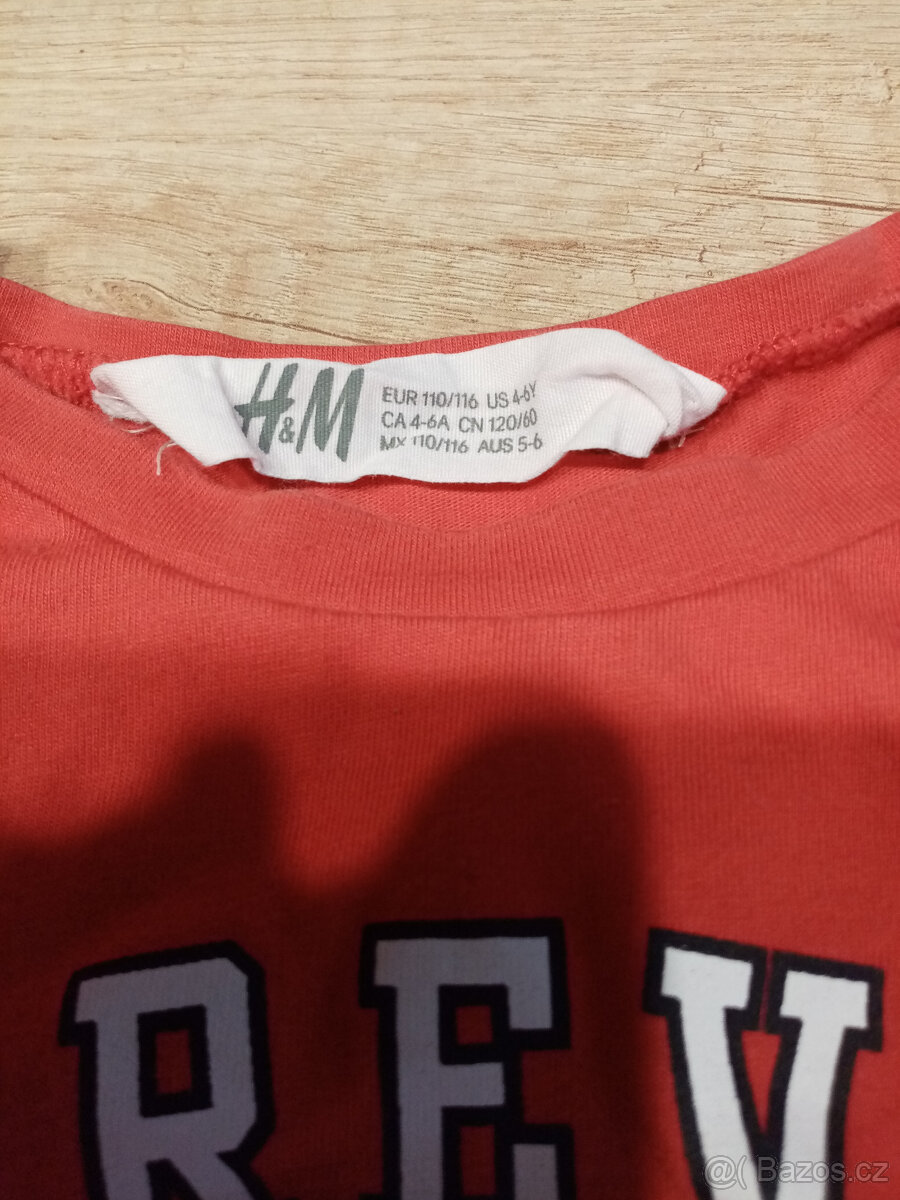 H&M
EUR 110/116 US 4-6Y
CA 4-6A CN 120/60
MX 110/116 AUS 5-6
REV
@( Bazos.cz